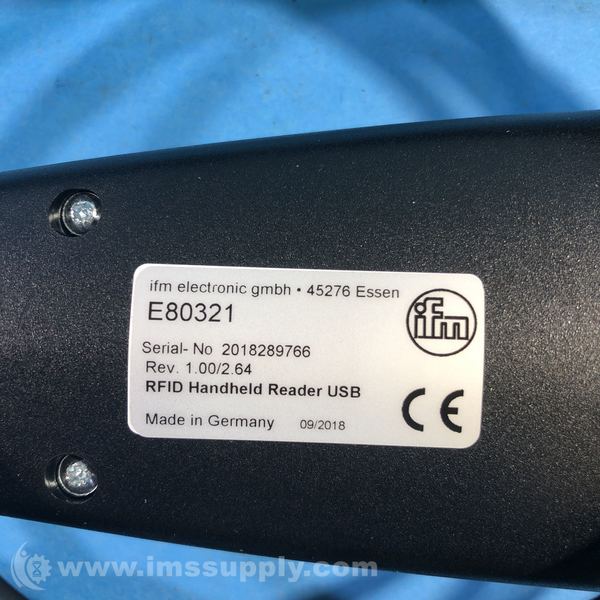 ifm electronic gmbh • 45276 Essen
E80321
ifm
Serial- No 2018289766
Rev. 1.00/2.64
RFID Handheld Reader USB
CE
Made in Germany 09/2018
www.imssupply.com